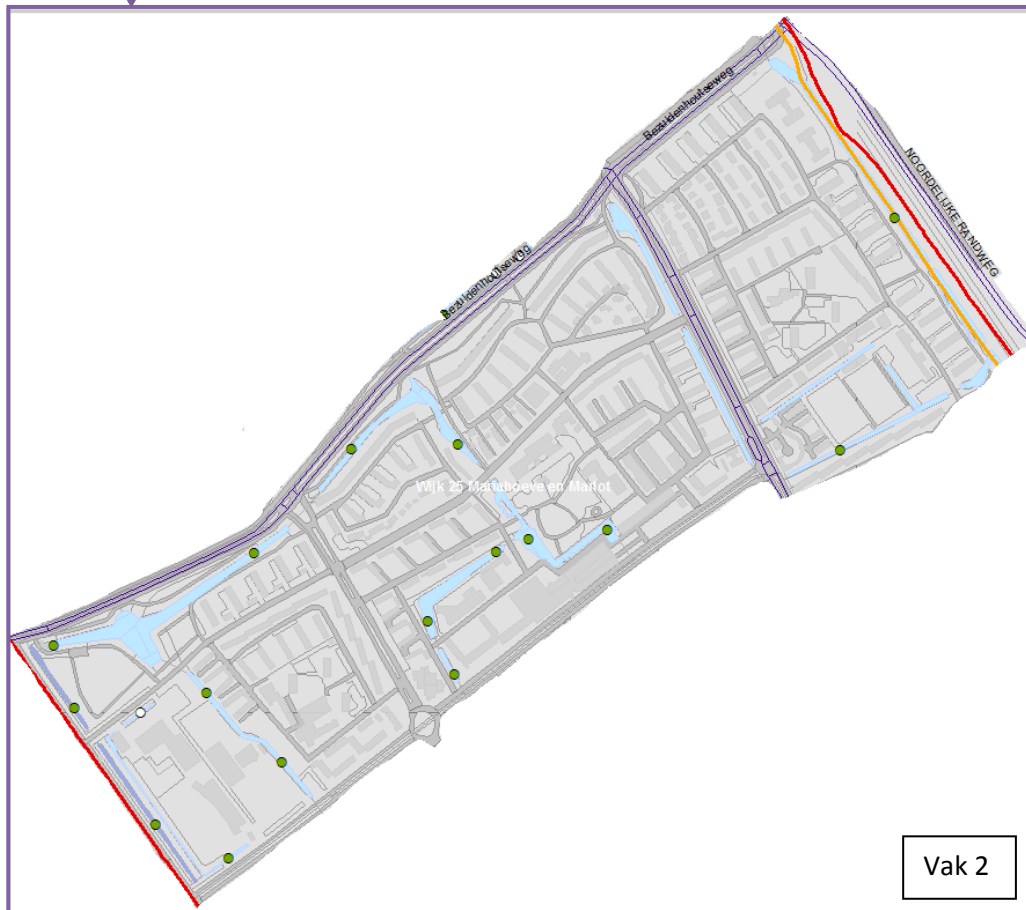 Bezuidenhoutseweg
NOORDELIJKE RANDWEG
Bezuidenhoutseweg
Wijk 25 Mariahoeve en Marlot
Vak 2